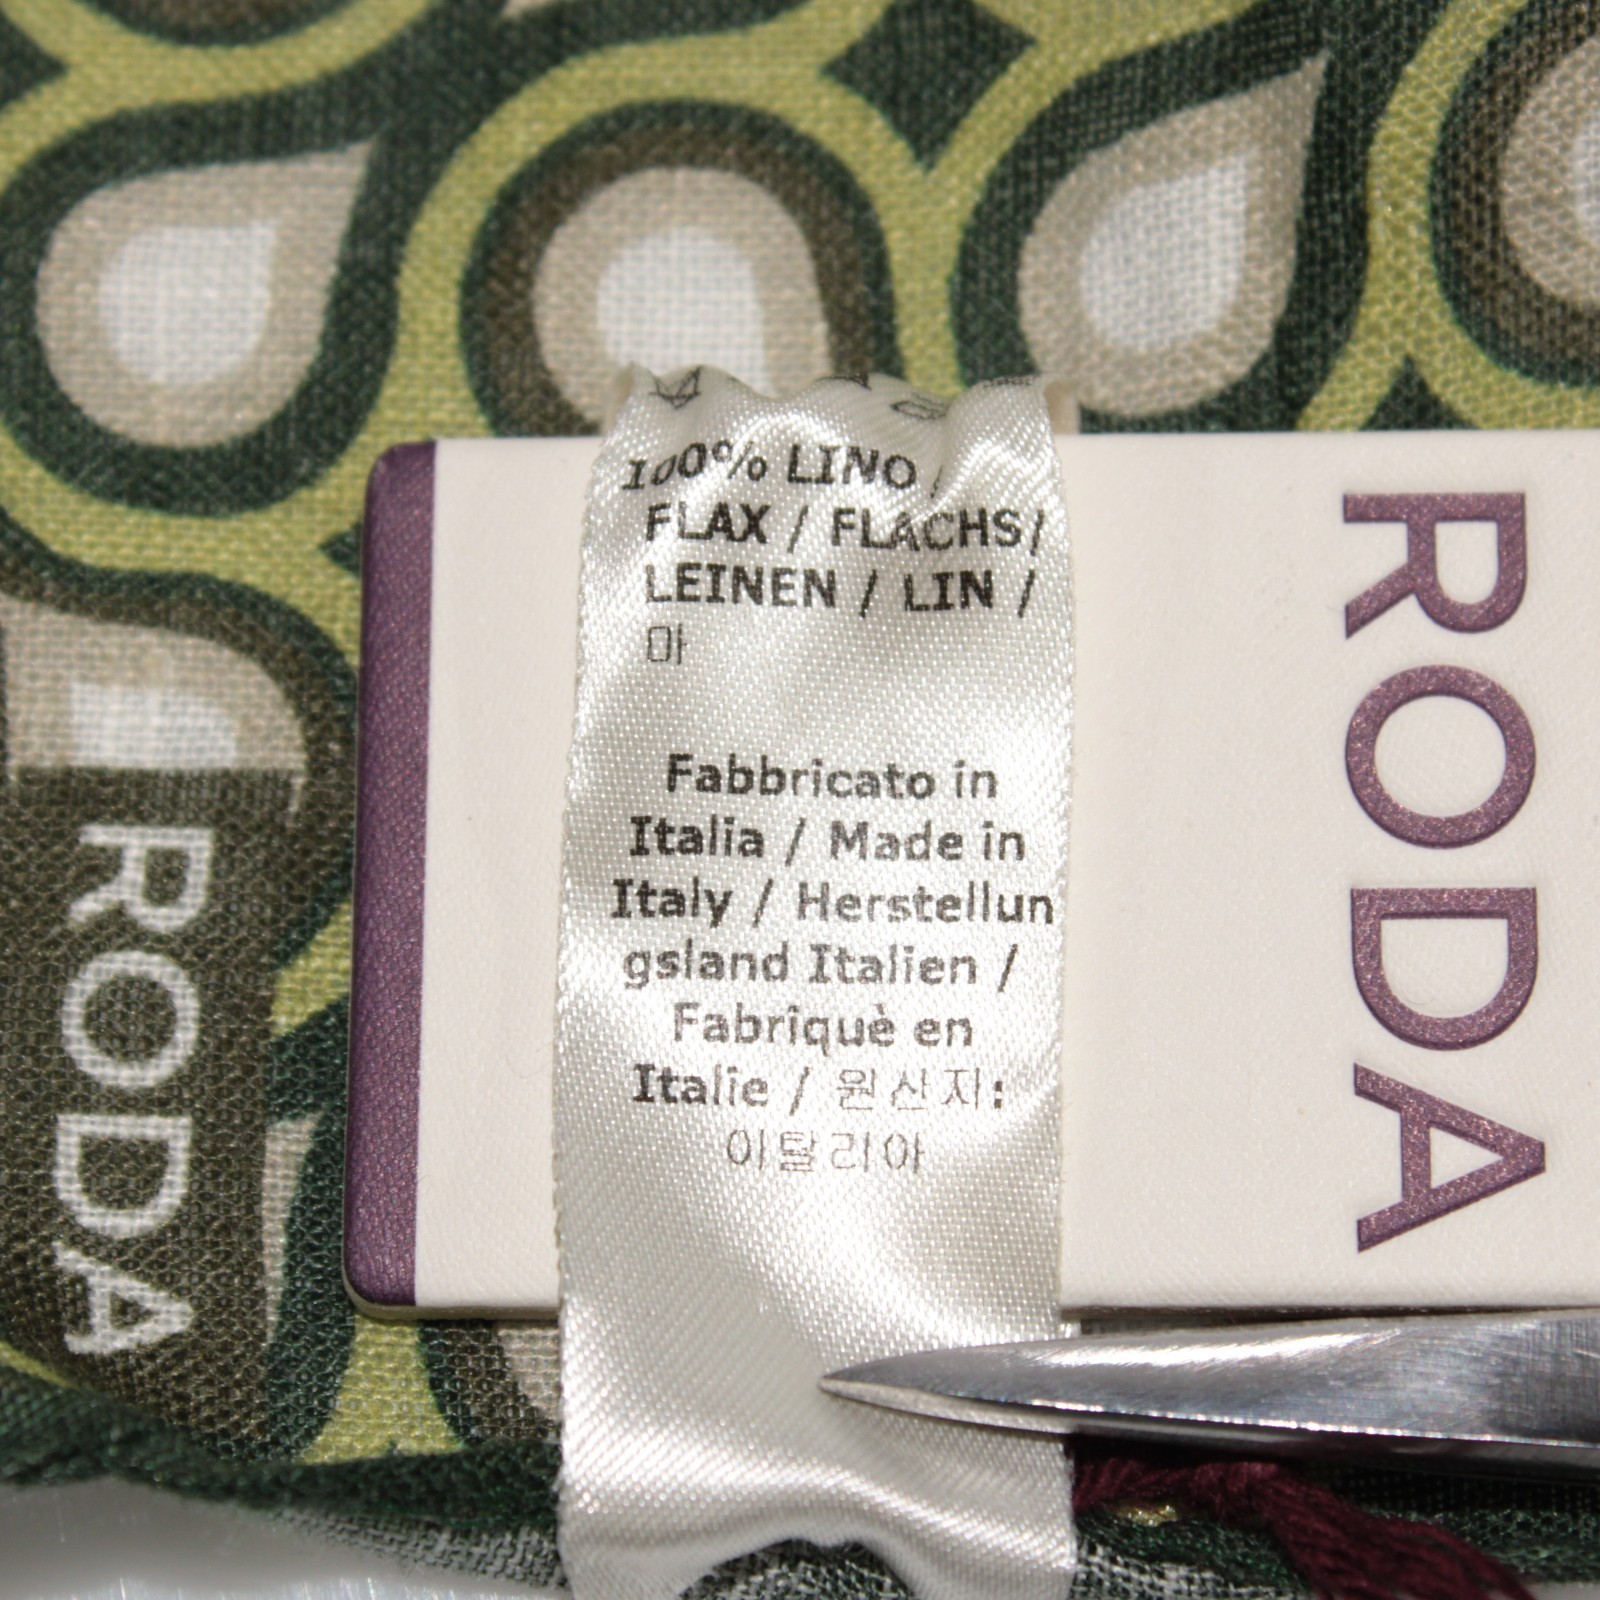 100% LINO /
FLAX / FLACHS/
LEINEN / LIN /
마
Fabbricato in
Italia / Made in
Italy / Herstellun
gsland Italien /
Fabriquè en
Italie / 원산지:
이탈리아
RODA
RODA